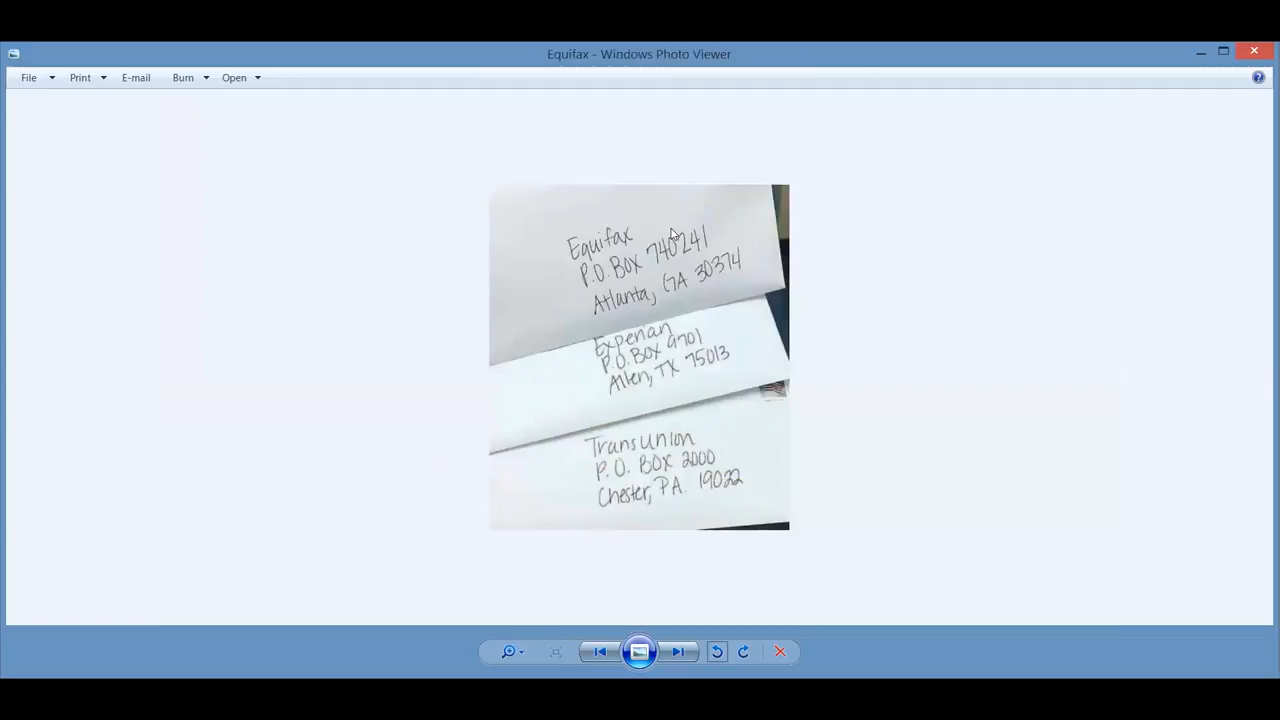 Equifax - Windows Photo Viewer
File Print E-mail Burn Open
Equifax
P.O. Box 740241
Atlanta, GA 30374
Experian
P.O. Box 9701
Allen, TX 75013
TransUnion
P.O. BOX 2000
Chester, PA. 19022